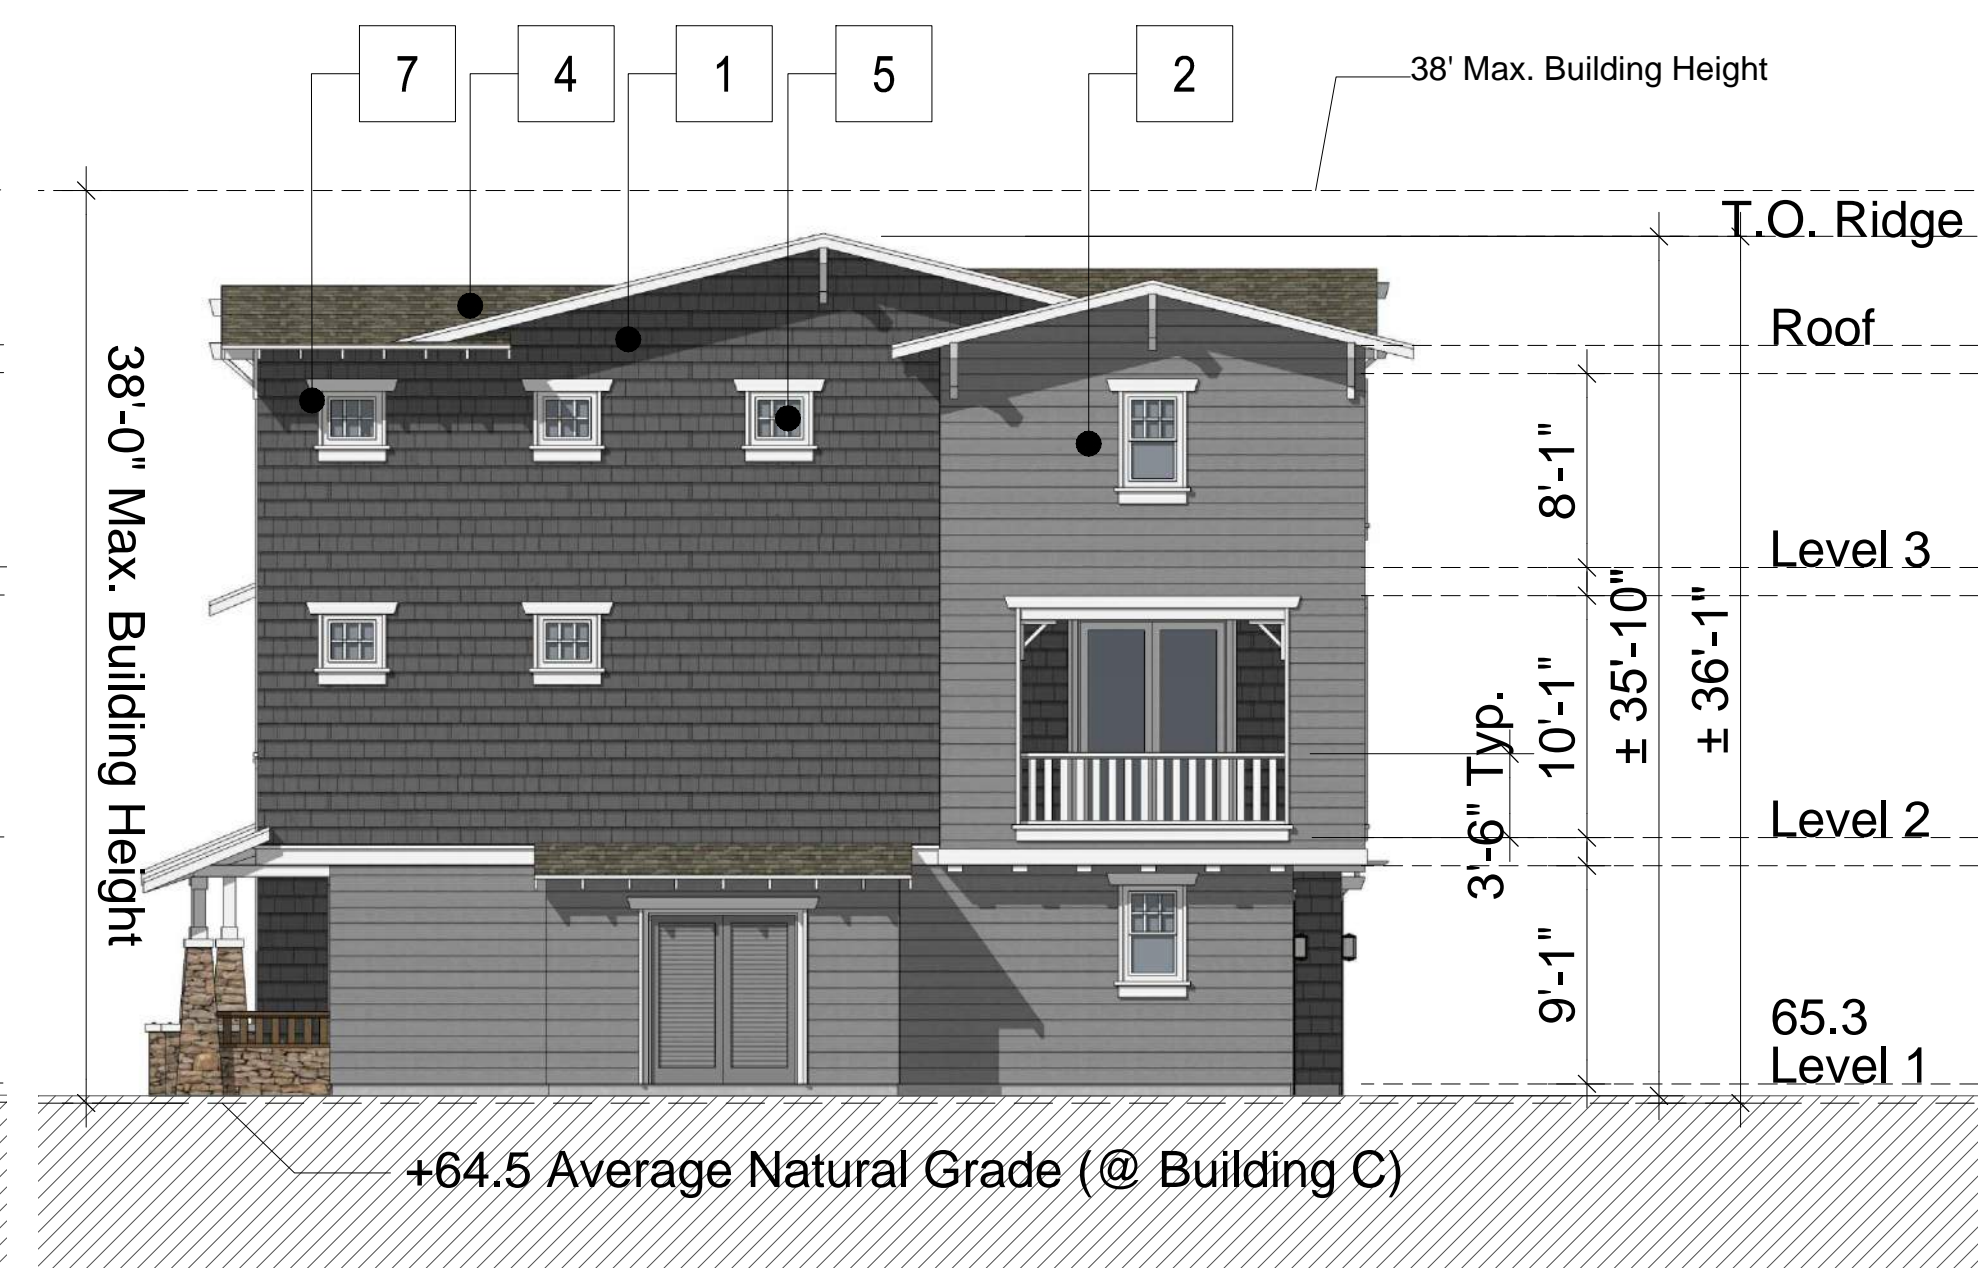 7
4
1
5
2
38' Max. Building Height
T.O. Ridge
Roof
38'-0" Max. Building Height
8'-1"
Level 3
± 35'-10"
± 36'-1"
10'-1"
3'-6" Typ.
Level 2
9'-1"
65.3
Level 1
+64.5 Average Natural Grade (@ Building C)